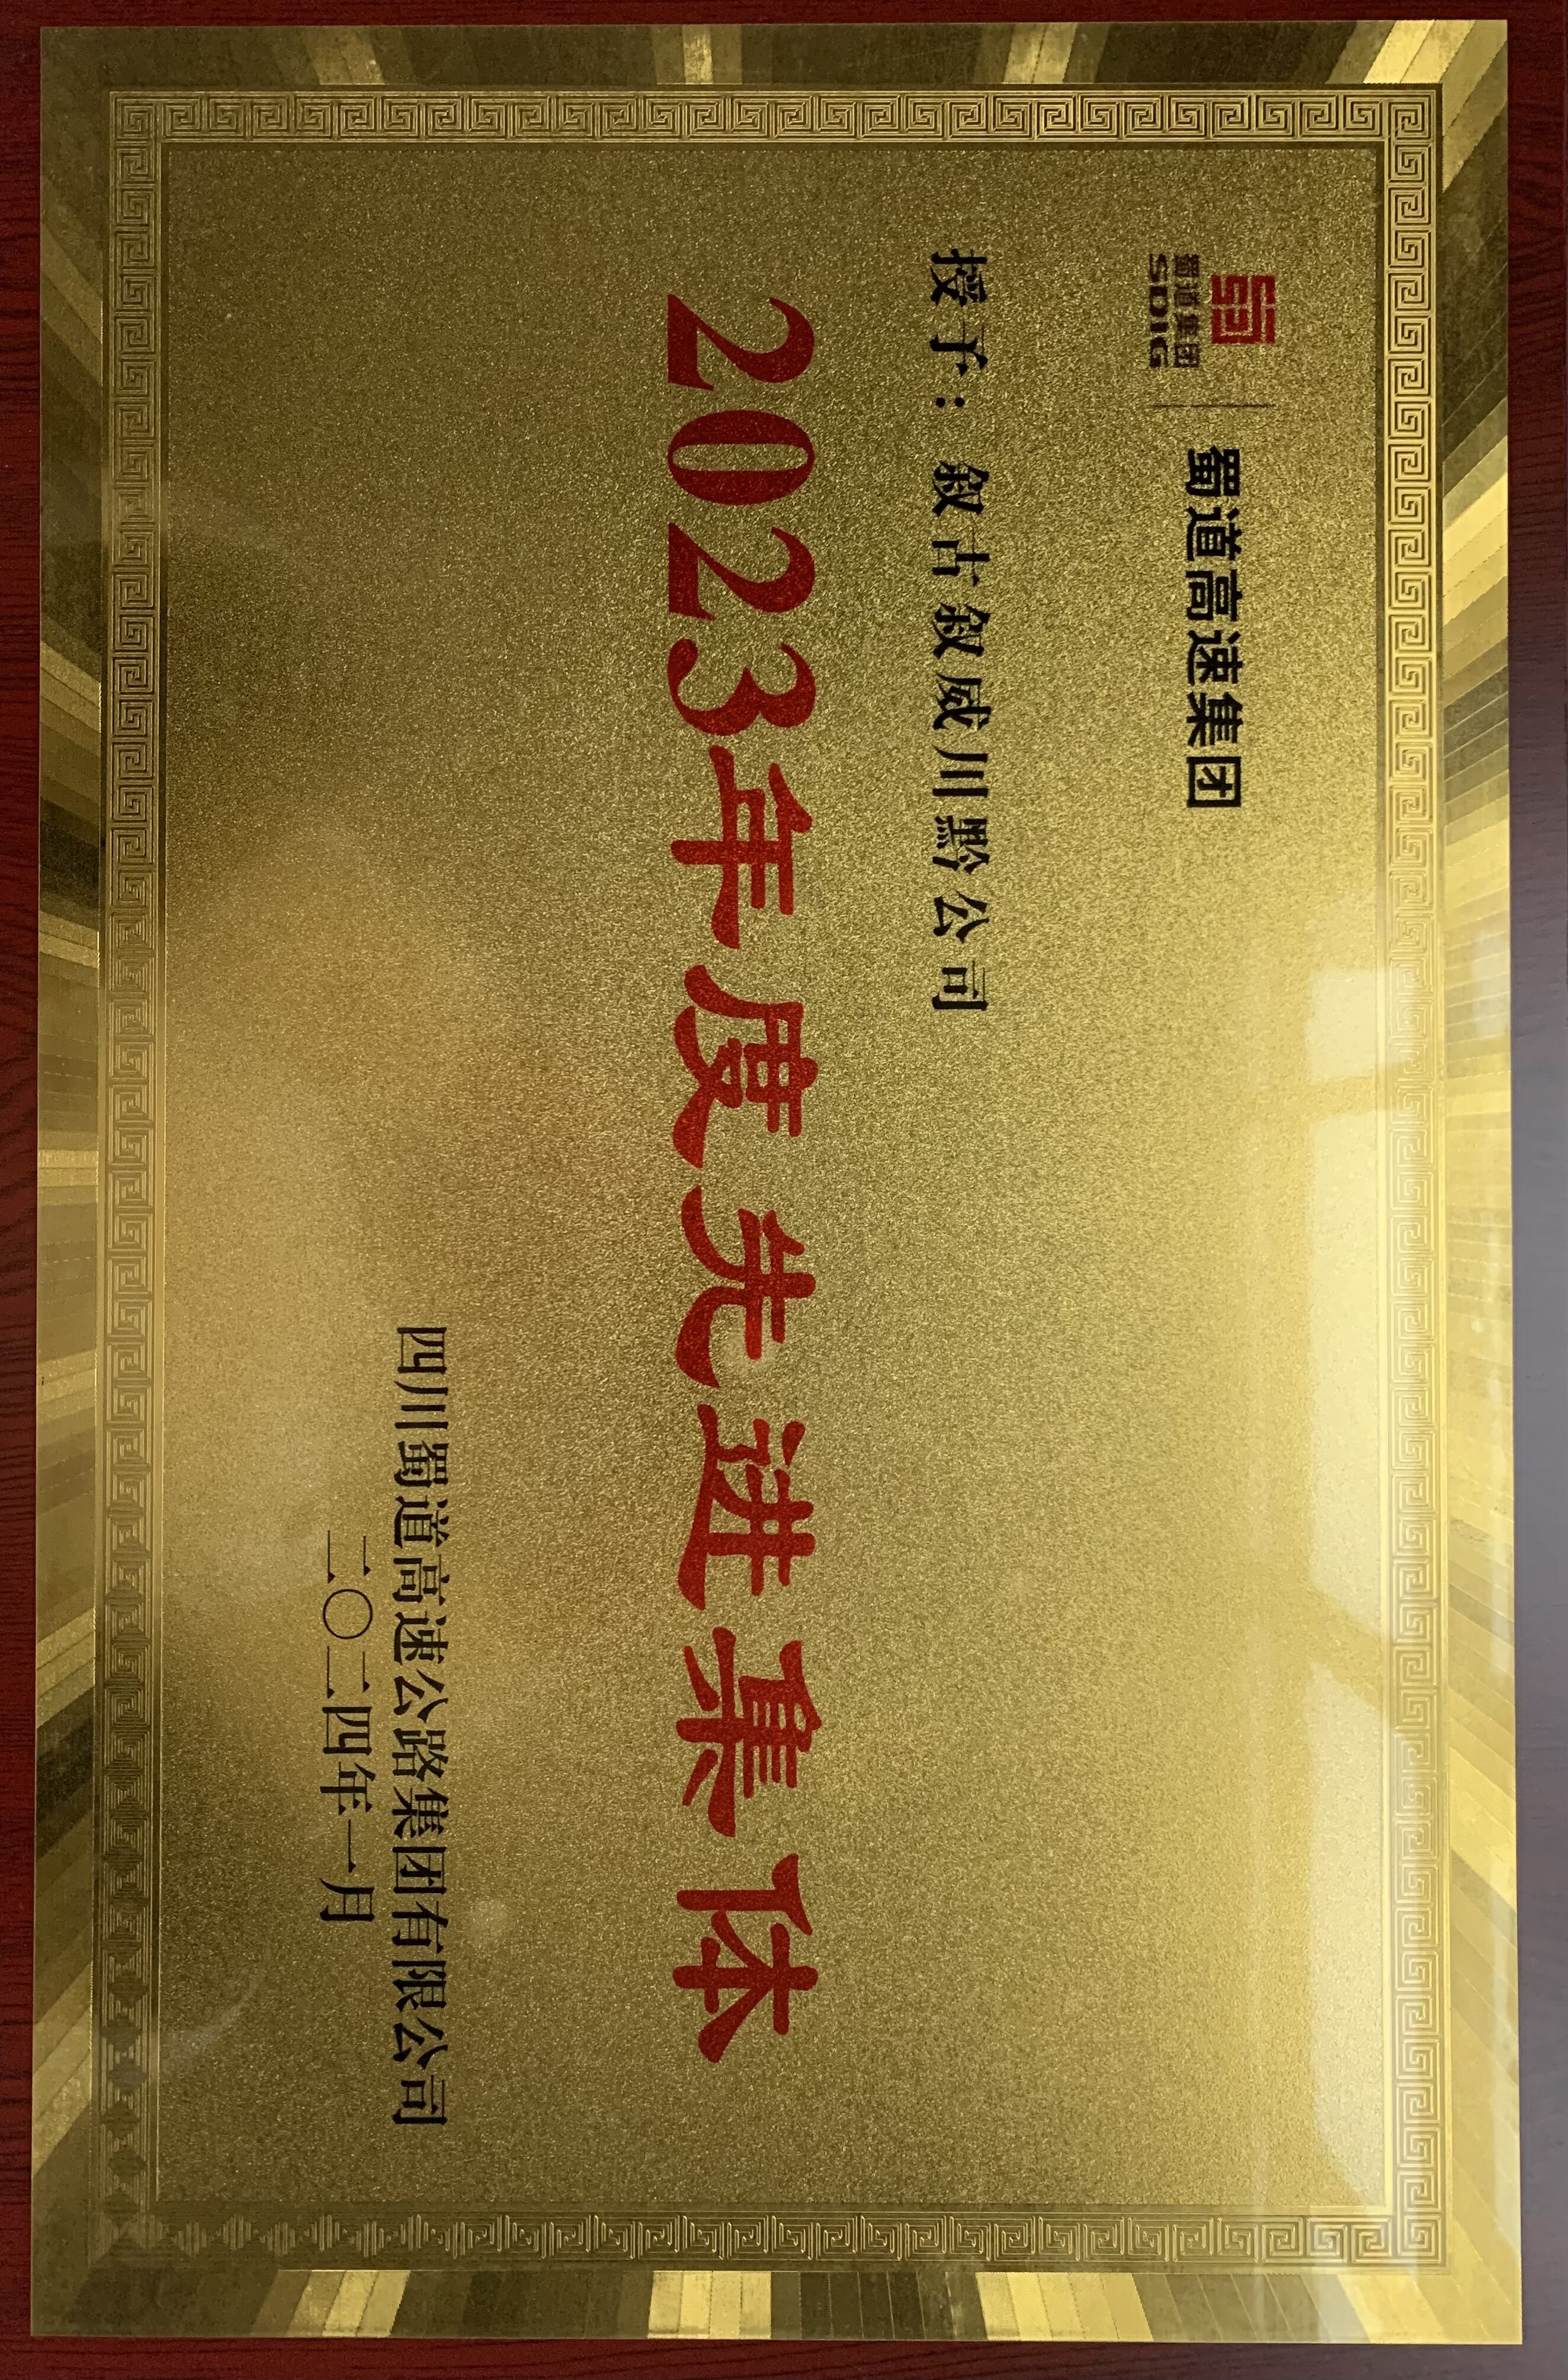 蜀道集团
SDIG
蜀道高速集团
授予：叙古叙威川黔公司
2023年度先进集体
四川蜀道高速公路集团有限公司
二〇二四年一月